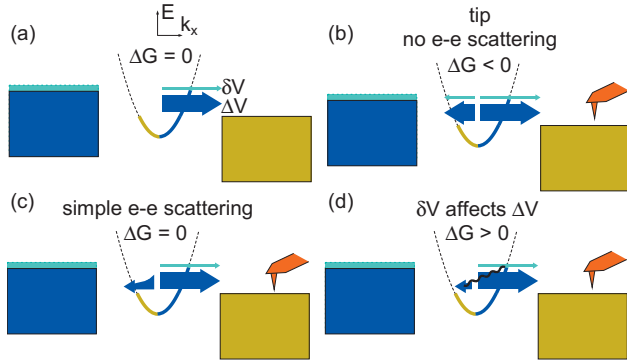 (a)
E
kₓ
ΔG = 0
δV
ΔV
(b)
tip
no e-e scattering
ΔG < 0
(c)
simple e-e scattering
ΔG = 0
(d)
δV affects ΔV
ΔG > 0